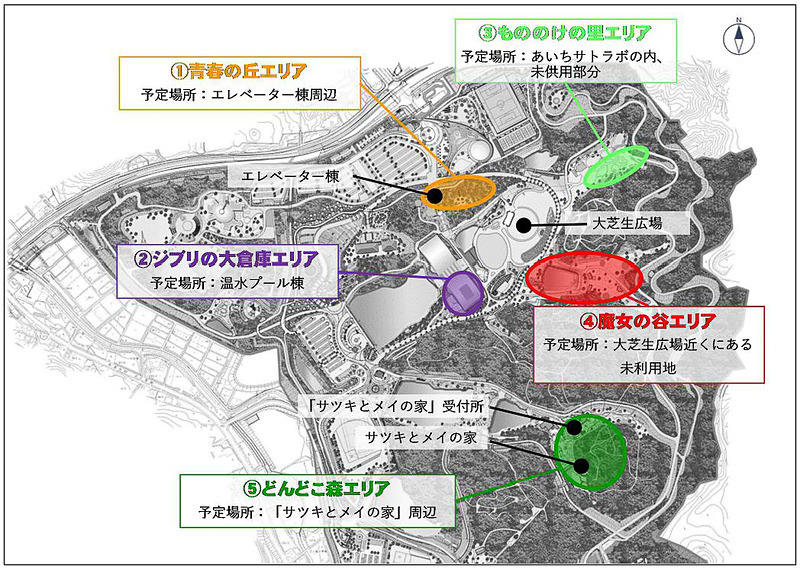 N
③もののけの里エリア
予定場所：あいちサトラボの内、
未供用部分
①青春の丘エリア
予定場所：エレベーター棟周辺
エレベーター棟
大芝生広場
②ジブリの大倉庫エリア
予定場所：温水プール棟
④魔女の谷エリア
予定場所：大芝生広場近くにある
未利用地
「サツキとメイの家」受付所
サツキとメイの家
⑤どんどこ森エリア
予定場所：「サツキとメイの家」周辺